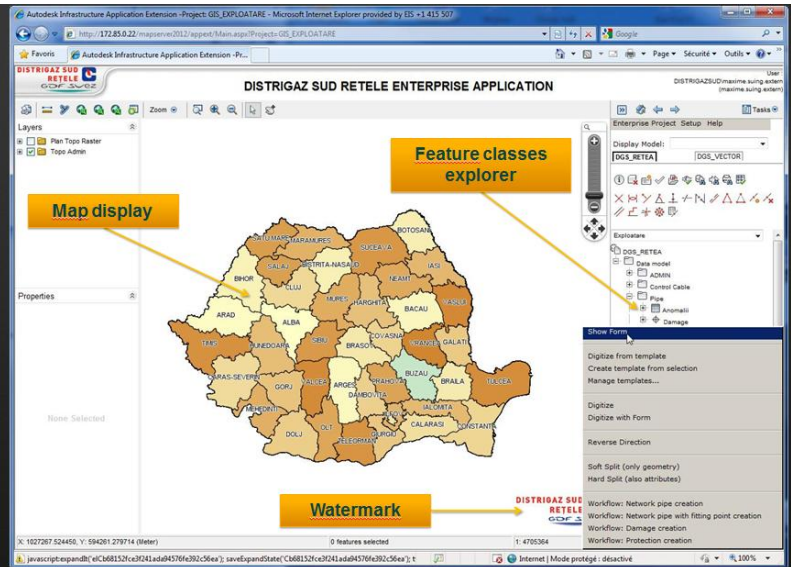 Autodesk Infrastructure Application Extension -Project: GIS_EXPLOATARE - Microsoft Internet Explorer provided by EIS +1 415 507
http://172.85.0.22/mapserver2012/appext/Main.aspx?Project=GIS_EXPLOATARE
Google
Favoris
Autodesk Infrastructure Application Extension -Pr...
Page
Sécurité
Outils
DISTRIGAZ SUD
RETELE
GDF SUEZ
DISTRIGAZ SUD RETELE ENTERPRISE APPLICATION
User
DISTRIGAZSUD\maxime.suing.extern
(maxime.suing.extern)
Zoom
Tasks
Layers
Plan Topo Raster
Topo Admin
Properties
None Selected
Enterprise Project Setup Help
Display Model:
DGS_RETEA
DGS_VECTOR
Exploatare
DGS_RETEA
Data model
ADMIN
Control Cable
Pipe
Anomalii
Damage
Show Form
Digitize from template
Create template from selection
Manage templates...
Digitize
Digitize with Form
Reverse Direction
Soft Split (only geometry)
Hard Split (also attributes)
Workflow: Network pipe creation
Workflow: Network pipe with fitting point creation
Workflow: Damage creation
Workflow: Protection creation
Feature classes
explorer
Map display
Watermark
BOTOSAN
SATU MARE
MARAMURES
SUCEAVA
SALAJ
BISTRITA-NASAUD
IASI
BIHOR
CLUJ
NEAMT
MURES
HARGHITA
BACAU
VASLUI
ARAD
ALBA
TIMIS
HUNEDOARA
SIBIU
BRASOV
COVASNA
VRANCEA
GALATI
CARAS-SEVERIN
GORJ
VALCEA
ARGES
PRAHOVA
BUZAU
BRAILA
TULCEA
DAMBOVITA
MEHEDINTI
IALOMITA
ILFOV
DOLJ
OLT
TELEORMAN
GIURGIU
CALARASI
CONSTANTA
DISTRIGAZ SUD
RETELE
GDF S
X: 1027267.524450, Y: 594261.279714 (Meter)
0 features selected
1: 4705364
Internet | Mode protégé : désactivé
100%